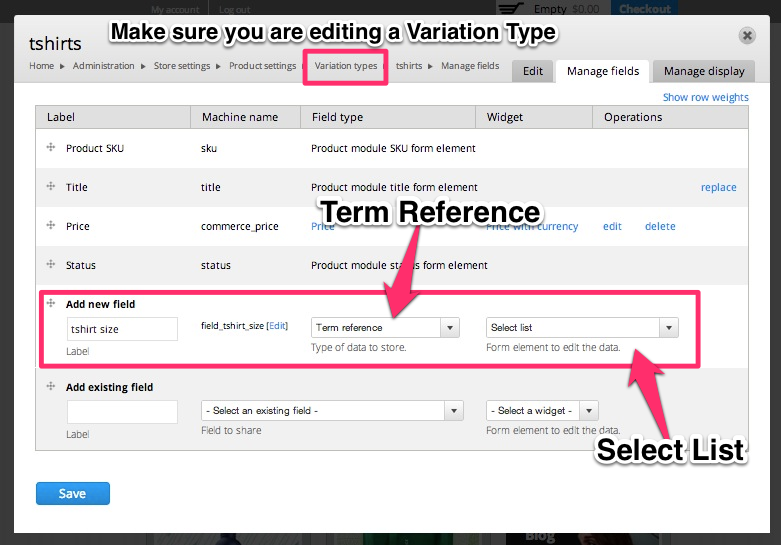 My account Log out Empty $0.00 Checkout
tshirts
Make sure you are editing a Variation Type
Home ▸ Administration ▸ Store settings ▸ Product settings ▸ Variation types ▸ tshirts ▸ Manage fields
Edit Manage fields Manage display
Show row weights
Label Machine name Field type Widget Operations
Product SKU sku Product module SKU form element
Title title Product module title form element replace
Term Reference
Price commerce_price Price Price with currency edit delete
Status status Product module status form element
Add new field
tshirt size field_tshirt_size [Edit] Term reference Select list
Label Type of data to store. Form element to edit the data.
Add existing field
- Select an existing field - - Select a widget -
Label Field to share Form element to edit the data.
Select List
Save
Blog